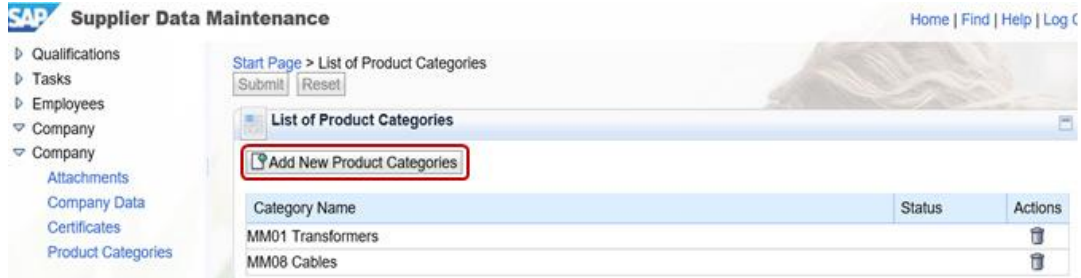 SAP Supplier Data Maintenance
Home | Find | Help | Log
Qualifications
Tasks
Employees
Company
Company
Attachments
Company Data
Certificates
Product Categories
Start Page > List of Product Categories
Submit Reset
List of Product Categories
Add New Product Categories
Category Name Status Actions
MM01 Transformers
MM08 Cables